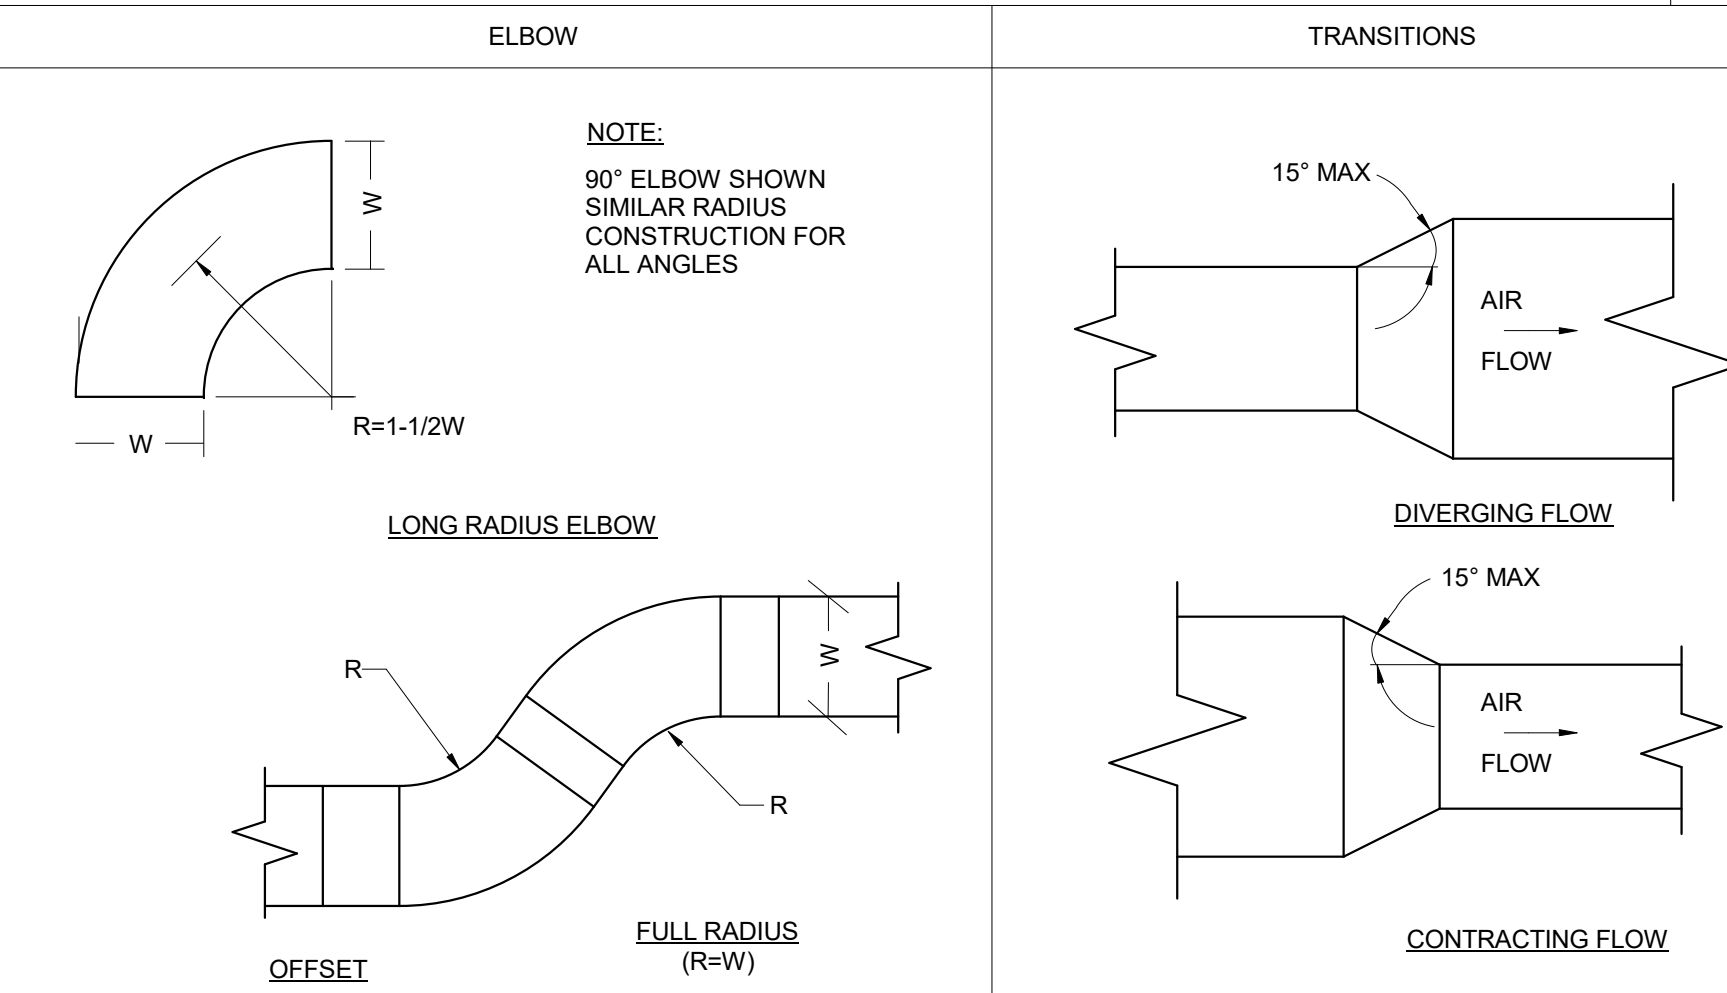 ELBOW
NOTE:
90° ELBOW SHOWN
SIMILAR RADIUS
CONSTRUCTION FOR
ALL ANGLES
W
W
R=1-1/2W
LONG RADIUS ELBOW
R
W
R
FULL RADIUS
(R=W)
OFFSET
TRANSITIONS
15° MAX
AIR
FLOW
DIVERGING FLOW
15° MAX
AIR
FLOW
CONTRACTING FLOW